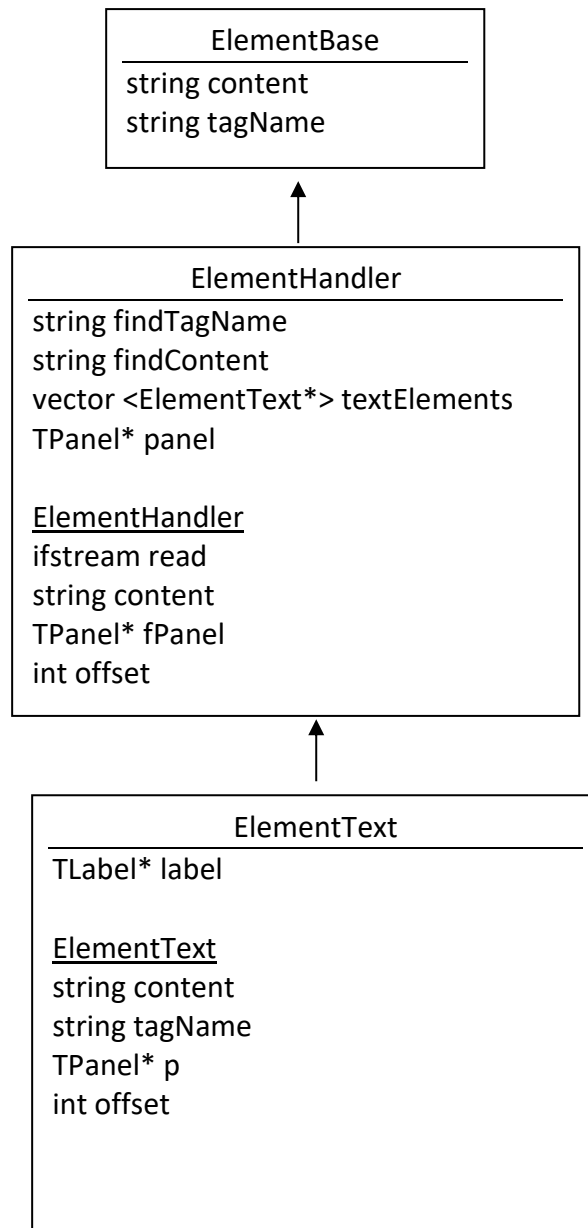 ElementBase
string content
string tagName
ElementHandler
string findTagName
string findContent
vector <ElementText*> textElements
TPanel* panel
ElementHandler
ifstream read
string content
TPanel* fPanel
int offset
ElementText
TLabel* label
ElementText
string content
string tagName
TPanel* p
int offset